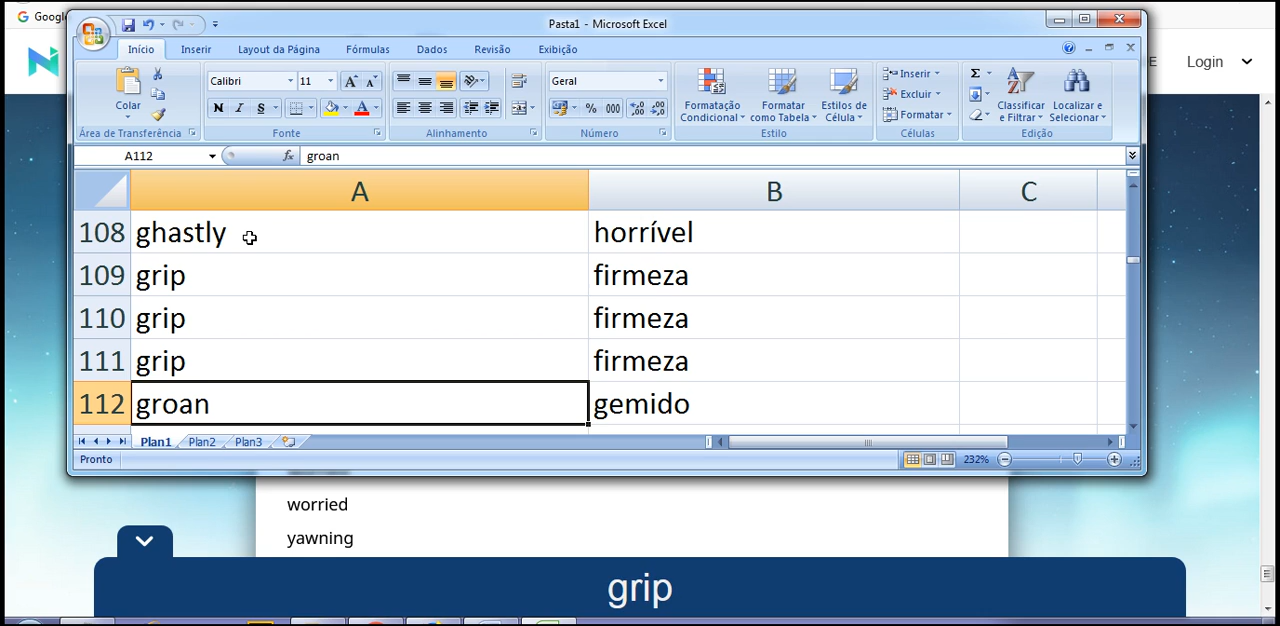 Google
Pasta1 - Microsoft Excel
Início Inserir Layout da Página Fórmulas Dados Revisão Exibição
Login
Colar
Calibri 11
N I S
Geral
% 000
Formatação Condicional
Formatar como Tabela
Estilos de Célula
Inserir
Excluir
Formatar
Σ
Classificar e Filtrar
Localizar e Selecionar
Área de Transferência Fonte Alinhamento Número Estilo Células Edição
A112 fx groan
A B C
108 ghastly horrível
109 grip firmeza
110 grip firmeza
111 grip firmeza
112 groan gemido
Plan1 Plan2 Plan3
Pronto 232%
worried
yawning
grip